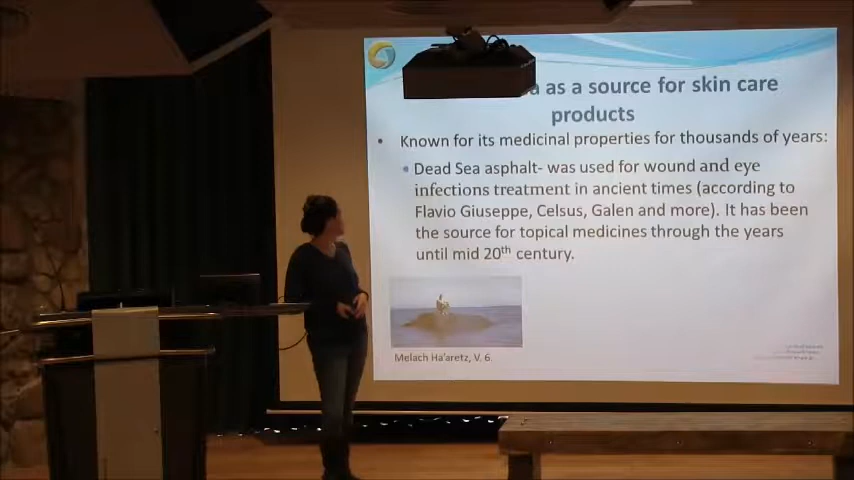 as a source for skin care
products
• Known for its medicinal properties for thousands of years:
• Dead Sea asphalt- was used for wound and eye
infections treatment in ancient times (according to
Flavio Giuseppe, Celsus, Galen and more). It has been
the source for topical medicines through the years
until mid 20th century,
Melach Ha'aretz, V. 6.